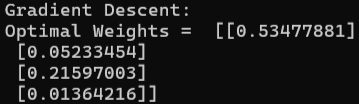 Gradient Descent:
Optimal Weights =  [[0.53477881]
 [0.05233454]
 [0.21597003]
 [0.01364216]]